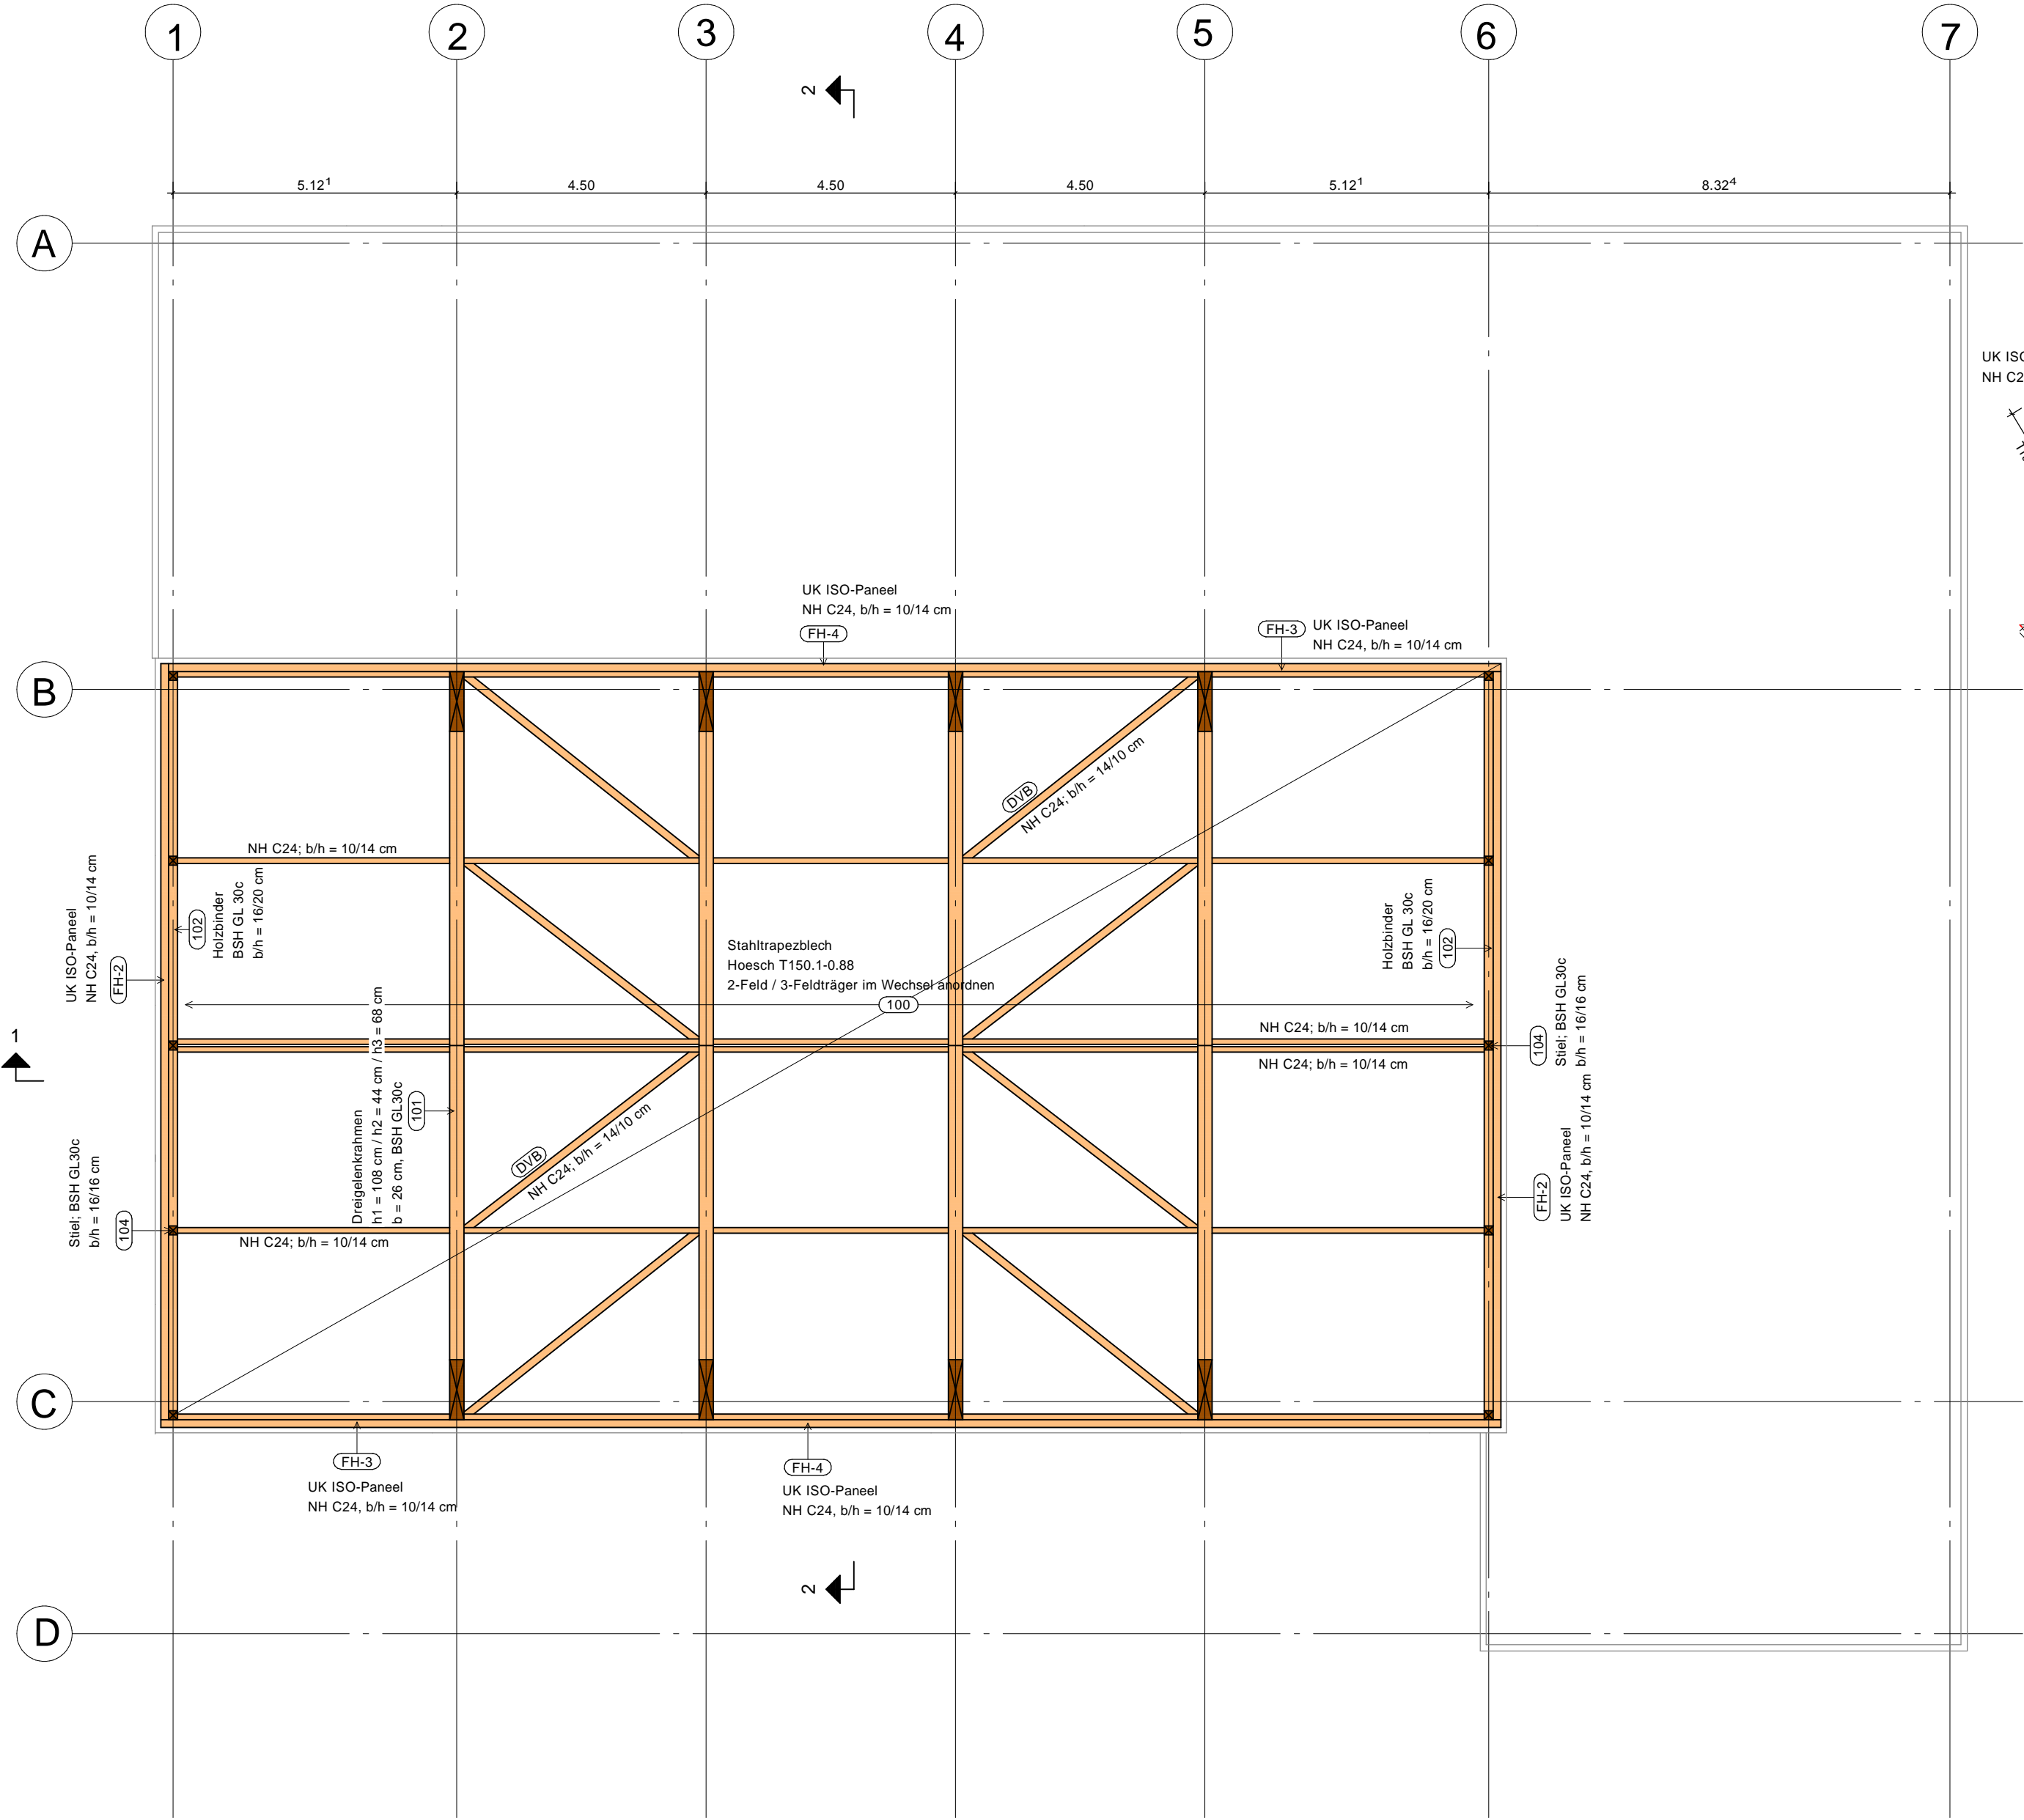 1
2
3
4
5
6
7
2
5.12¹
4.50
4.50
4.50
5.12¹
8.32⁴
A
UK ISO-Paneel
NH C24, b/h = 10/14 cm
FH-4
FH-3
UK ISO-Paneel
NH C24, b/h = 10/14 cm
B
DVB
NH C24; b/h = 14/10 cm
NH C24; b/h = 10/14 cm
UK ISO-Paneel
NH C24, b/h = 10/14 cm
FH-2
102
Holzbinder
BSH GL 30c
b/h = 16/20 cm
Stahltrapezblech
Hoesch T150.1-0.88
2-Feld / 3-Feldträger im Wechsel anordnen
100
Holzbinder
BSH GL 30c
b/h = 16/20 cm
102
1
NH C24; b/h = 10/14 cm
NH C24; b/h = 10/14 cm
104
Stiel; BSH GL30c
b/h = 16/16 cm
Dreigelenkrahmen
h1 = 108 cm / h2 = 44 cm / h3 = 68 cm
b = 26 cm, BSH GL30c
101
DVB
NH C24; b/h = 14/10 cm
FH-2
UK ISO-Paneel
NH C24, b/h = 10/14 cm
Stiel; BSH GL30c
b/h = 16/16 cm
104
NH C24; b/h = 10/14 cm
C
FH-3
UK ISO-Paneel
NH C24, b/h = 10/14 cm
FH-4
UK ISO-Paneel
NH C24, b/h = 10/14 cm
2
D
UK
NH